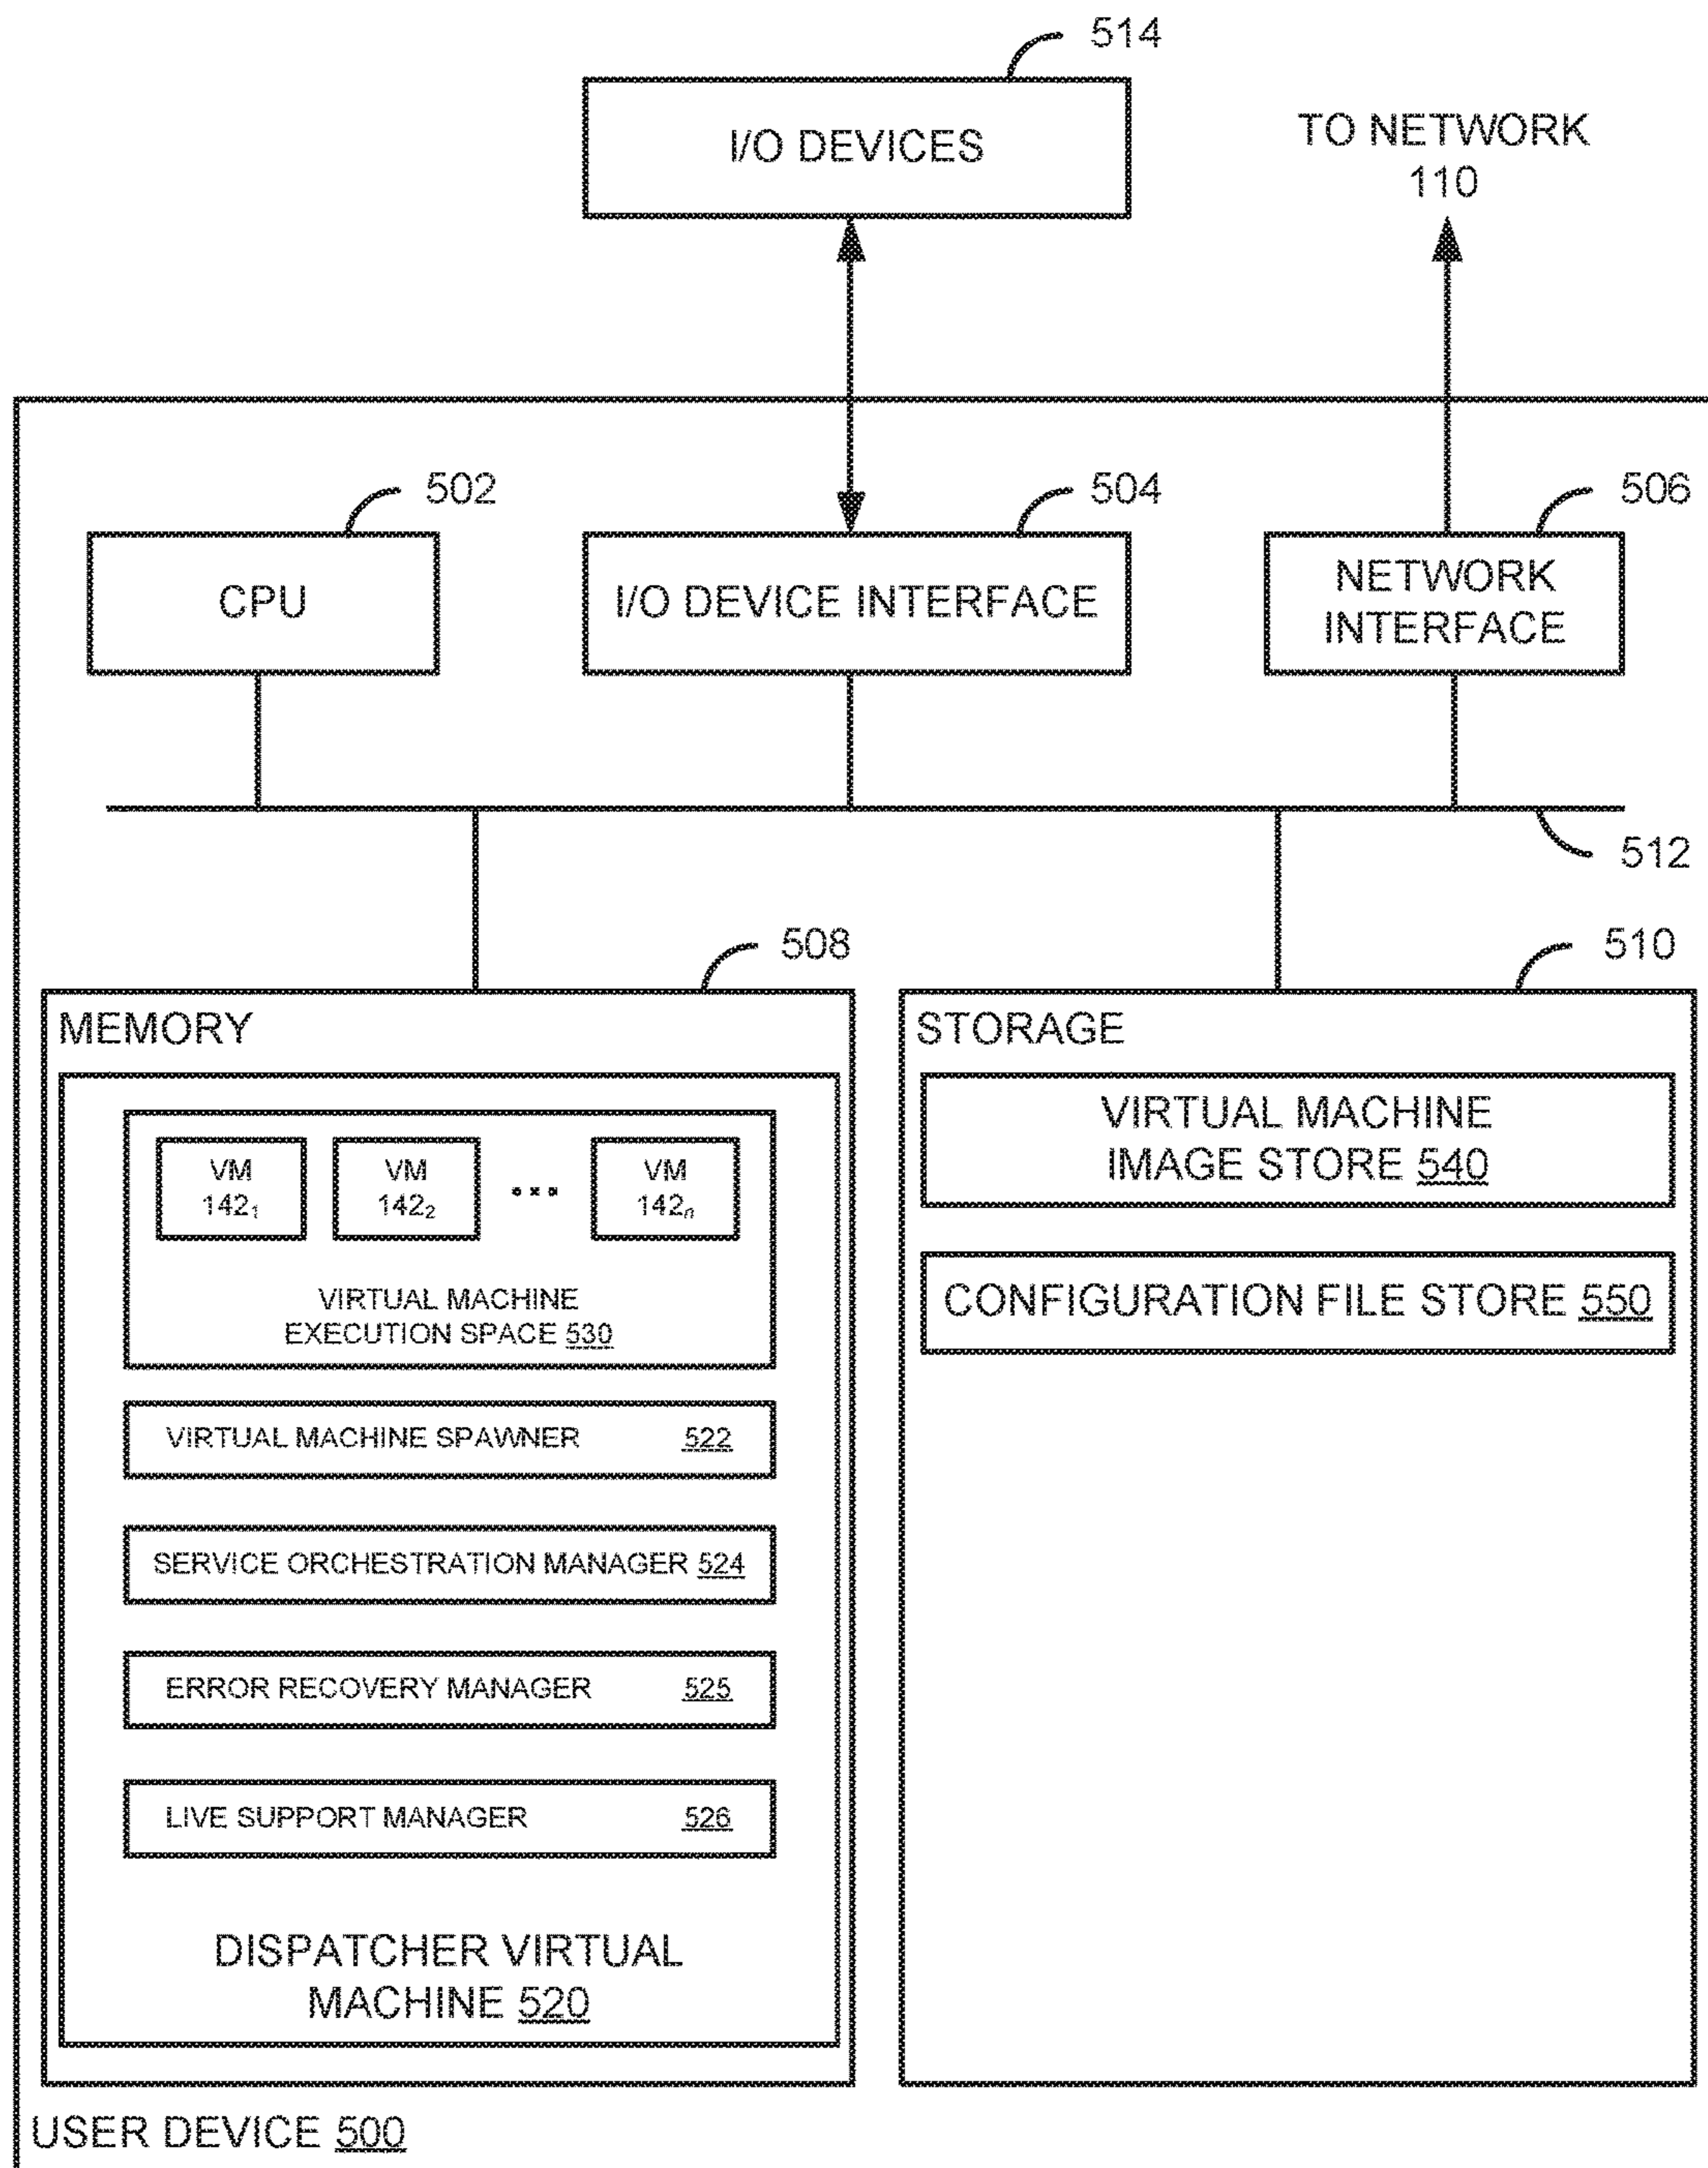 514
I/O DEVICES
TO NETWORK
110
502
504
506
CPU
I/O DEVICE INTERFACE
NETWORK
INTERFACE
512
508
510
MEMORY
VM
142₁
VM
142₂
...
VM
142ₙ
VIRTUAL MACHINE
EXECUTION SPACE 530
VIRTUAL MACHINE SPAWNER 522
SERVICE ORCHESTRATION MANAGER 524
ERROR RECOVERY MANAGER 525
LIVE SUPPORT MANAGER 526
DISPATCHER VIRTUAL
MACHINE 520
STORAGE
VIRTUAL MACHINE
IMAGE STORE 540
CONFIGURATION FILE STORE 550
USER DEVICE 500